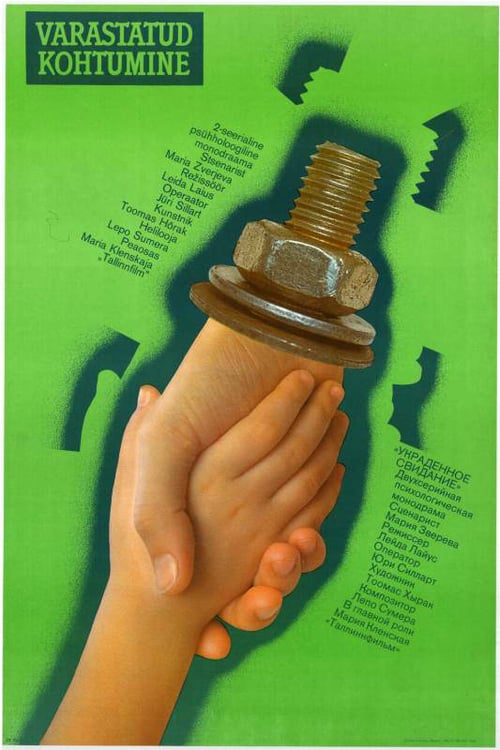 VARASTATUD
KOHTUMINE
2-seerialine
psühholoogiline
monodraama
Stsenarist
Maria Zverjeva
Režissöör
Leida Laius
Operaator
Jüri Sillart
Kunstnik
Toomas Hõrak
Helilooja
Lepo Sumera
Peaosas
Maria Klenskaja
„Tallinnfilm"
«УКРАДЕННОЕ
СВИДАНИЕ»
Двухсерийная
психологическая
монодрама
Сценарист
Мария Зверева
Режиссер
Лейда Лайус
Оператор
Юри Силларт
Художник
Тоомас Хырак
Композитор
Лепо Сумера
В главной роли
Мария Кленская
«Таллинфильм»